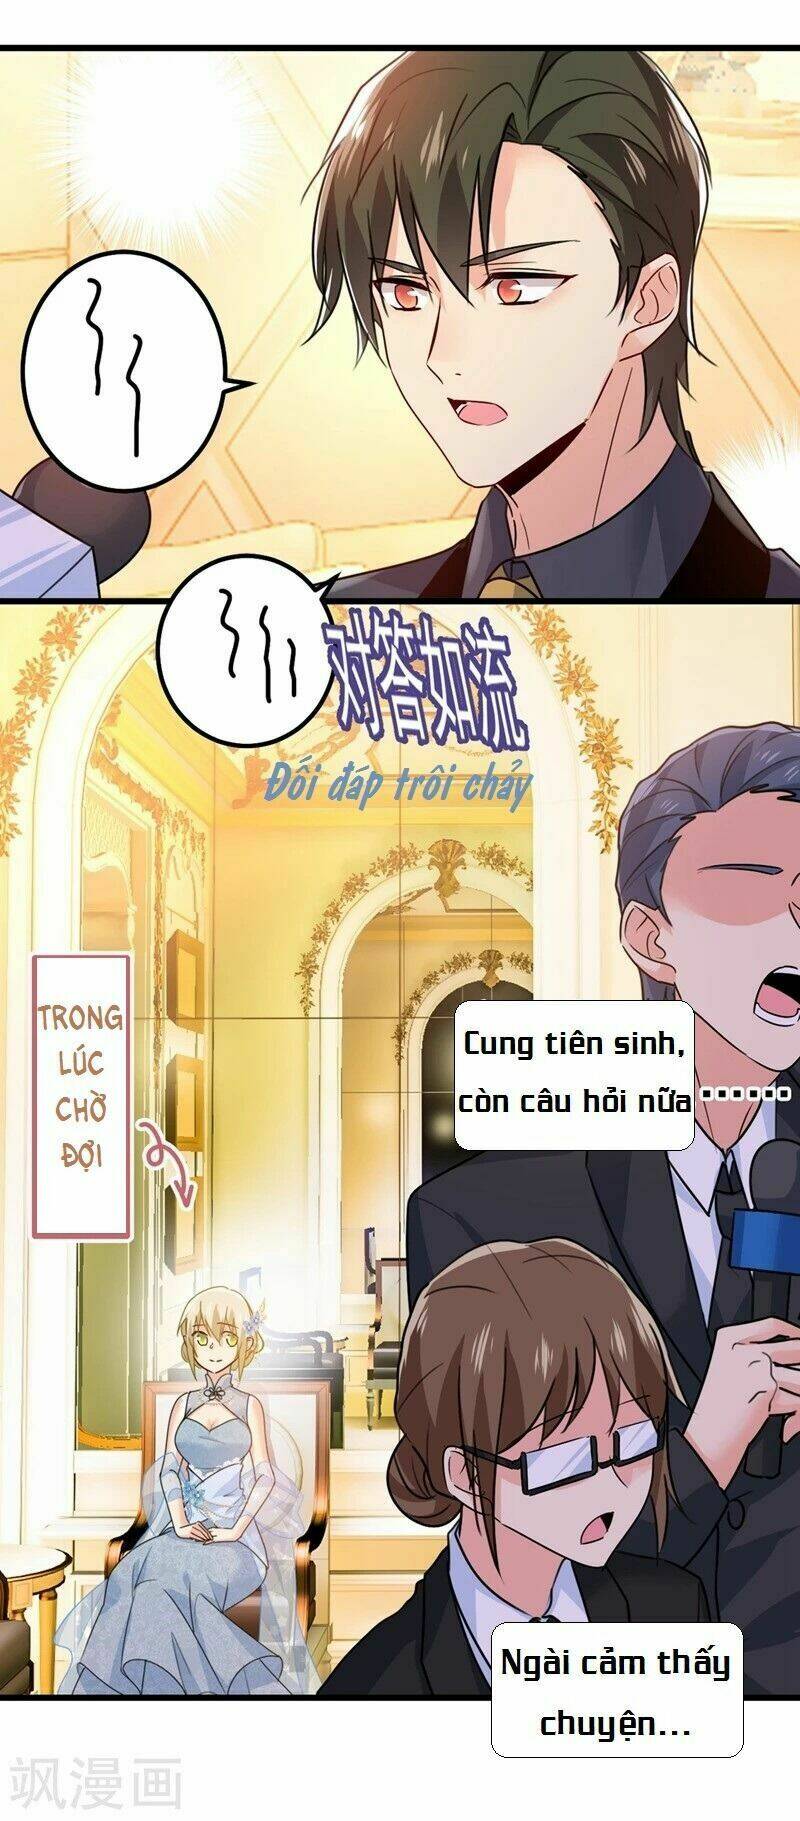 对答如流
Đối đáp trôi chảy
TRONG
LÚC
CHỜ
ĐỢI
Cung tiên sinh,
còn câu hỏi nữa
Ngài cảm thấy
chuyện...
飒漫画